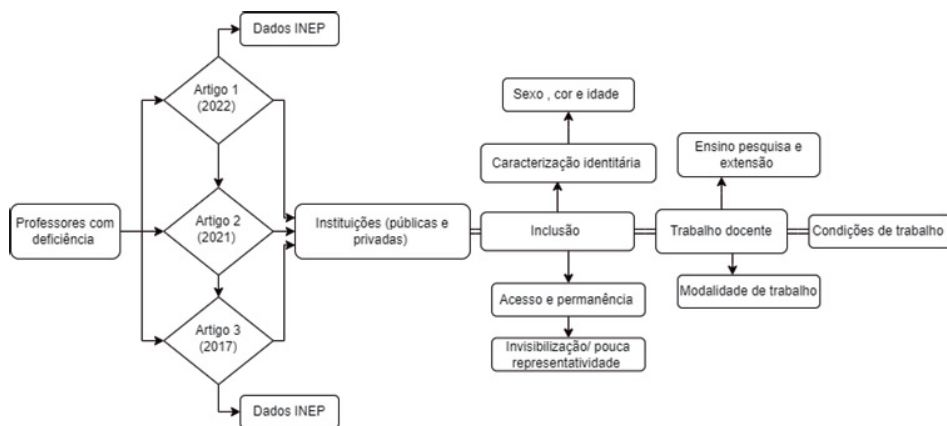 Dados INEP
Artigo 1
(2022)
Professores com
deficiência
Artigo 2
(2021)
Artigo 3
(2017)
Dados INEP
Instituições (públicas e
privadas)
Sexo , cor e idade
Caracterização identitária
Inclusão
Acesso e permanência
Invisibilização/ pouca
representatividade
Ensino pesquisa e
extensão
Trabalho docente
Modalidade de trabalho
Condições de trabalho